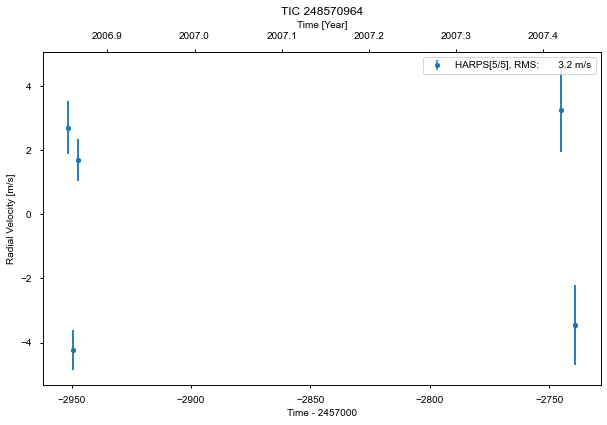 TIC 248570964
Time [Year]
2006.9 2007.0 2007.1 2007.2 2007.3 2007.4
HARPS[5/5], RMS: 3.2 m/s
4
2
0
−2
−4
Radial Velocity [m/s]
−2950 −2900 −2850 −2800 −2750
Time - 2457000